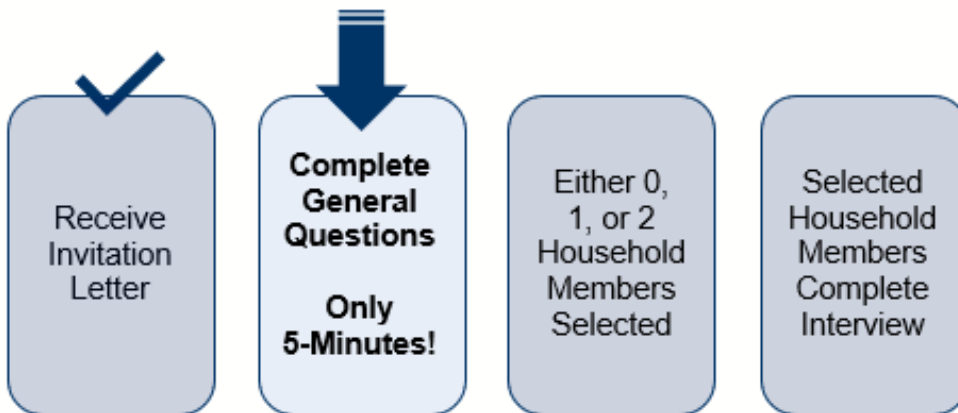 Receive
Invitation
Letter
Complete
General
Questions
Only
5-Minutes!
Either 0,
1, or 2
Household
Members
Selected
Selected
Household
Members
Complete
Interview